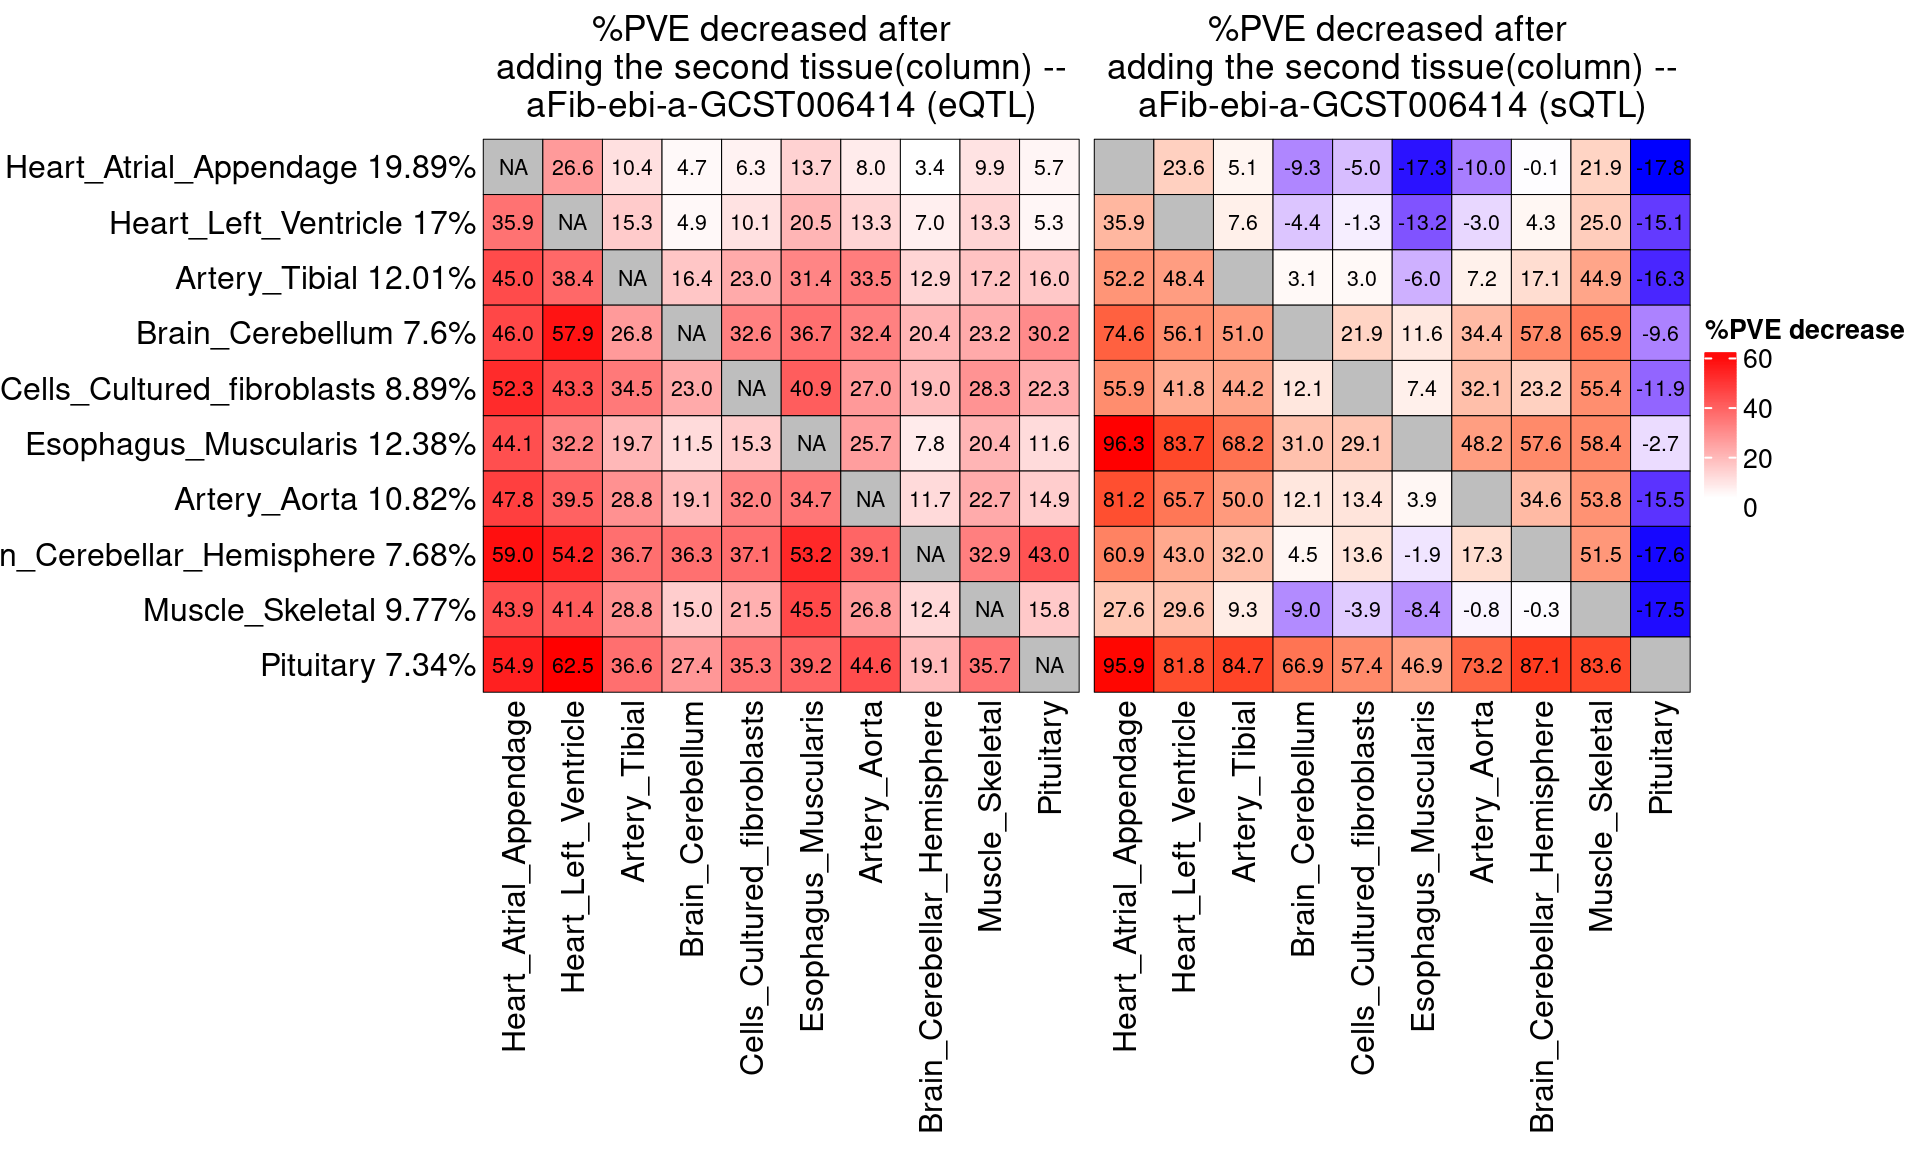 %PVE decreased after
adding the second tissue(column) --
aFib-ebi-a-GCST006414 (eQTL)
%PVE decreased after
adding the second tissue(column) --
aFib-ebi-a-GCST006414 (sQTL)
Heart_Atrial_Appendage 19.89% NA 26.6 10.4 4.7 6.3 13.7 8.0 3.4 9.9 5.7 23.6 5.1 -9.3 -5.0 -17.3 -10.0 -0.1 21.9 -17.8
Heart_Left_Ventricle 17% 35.9 NA 15.3 4.9 10.1 20.5 13.3 7.0 13.3 5.3 35.9 7.6 -4.4 -1.3 -13.2 -3.0 4.3 25.0 -15.1
Artery_Tibial 12.01% 45.0 38.4 NA 16.4 23.0 31.4 33.5 12.9 17.2 16.0 52.2 48.4 3.1 3.0 -6.0 7.2 17.1 44.9 -16.3
Brain_Cerebellum 7.6% 46.0 57.9 26.8 NA 32.6 36.7 32.4 20.4 23.2 30.2 74.6 56.1 51.0 21.9 11.6 34.4 57.8 65.9 -9.6
Cells_Cultured_fibroblasts 8.89% 52.3 43.3 34.5 23.0 NA 40.9 27.0 19.0 28.3 22.3 55.9 41.8 44.2 12.1 7.4 32.1 23.2 55.4 -11.9
Esophagus_Muscularis 12.38% 44.1 32.2 19.7 11.5 15.3 NA 25.7 7.8 20.4 11.6 96.3 83.7 68.2 31.0 29.1 48.2 57.6 58.4 -2.7
Artery_Aorta 10.82% 47.8 39.5 28.8 19.1 32.0 34.7 NA 11.7 22.7 14.9 81.2 65.7 50.0 12.1 13.4 3.9 34.6 53.8 -15.5
n_Cerebellar_Hemisphere 7.68% 59.0 54.2 36.7 36.3 37.1 53.2 39.1 NA 32.9 43.0 60.9 43.0 32.0 4.5 13.6 -1.9 17.3 51.5 -17.6
Muscle_Skeletal 9.77% 43.9 41.4 28.8 15.0 21.5 45.5 26.8 12.4 NA 15.8 27.6 29.6 9.3 -9.0 -3.9 -8.4 -0.8 -0.3 -17.5
Pituitary 7.34% 54.9 62.5 36.6 27.4 35.3 39.2 44.6 19.1 35.7 NA 95.9 81.8 84.7 66.9 57.4 46.9 73.2 87.1 83.6
Heart_Atrial_Appendage
Heart_Left_Ventricle
Artery_Tibial
Brain_Cerebellum
Cells_Cultured_fibroblasts
Esophagus_Muscularis
Artery_Aorta
Brain_Cerebellar_Hemisphere
Muscle_Skeletal
Pituitary
Heart_Atrial_Appendage
Heart_Left_Ventricle
Artery_Tibial
Brain_Cerebellum
Cells_Cultured_fibroblasts
Esophagus_Muscularis
Artery_Aorta
Brain_Cerebellar_Hemisphere
Muscle_Skeletal
Pituitary
%PVE decrease
60
40
20
0